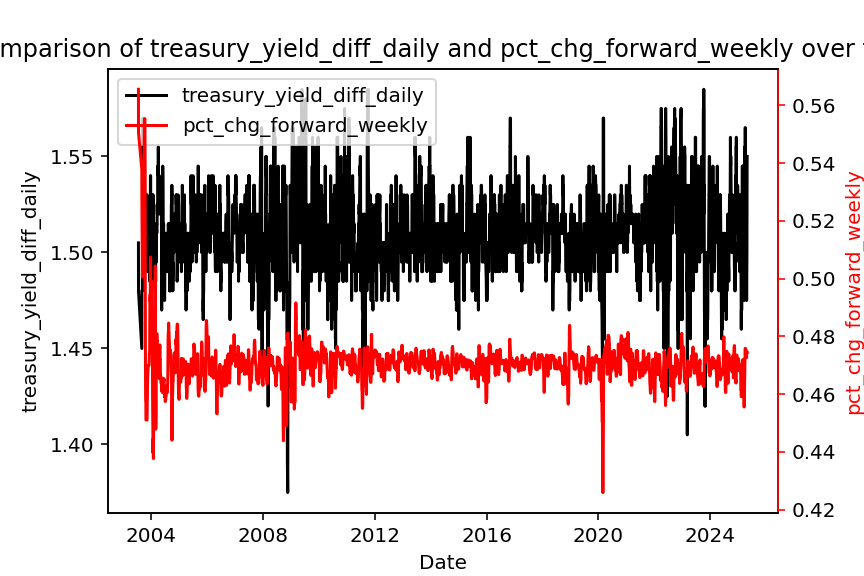 mparison of treasury_yield_diff_daily and pct_chg_forward_weekly over
treasury_yield_diff_daily
pct_chg_forward_weekly
treasury_yield_diff_daily
1.55
1.50
1.45
1.40
0.56
0.54
0.52
0.50
0.48
0.46
0.44
0.42
pct_chg_forward_weekly
2004 2008 2012 2016 2020 2024
Date